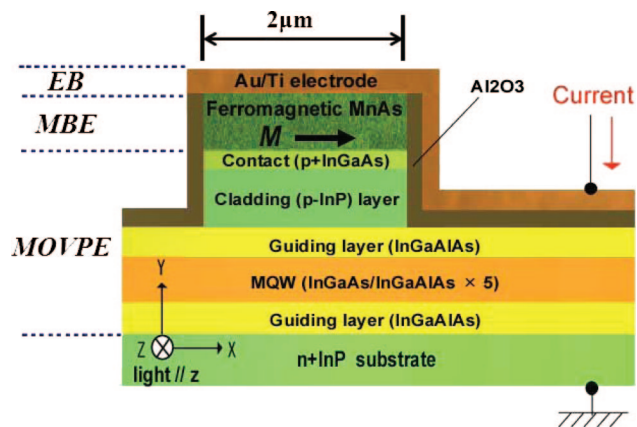 2μm
EB
Au/Ti electrode
Al2O3
Ferromagnetic MnAs
Current
MBE
M
Contact (p+InGaAs)
Cladding (p-InP) layer
MOVPE
Guiding layer (InGaAlAs)
Y
MQW (InGaAs/InGaAlAs × 5)
Guiding layer (InGaAlAs)
Z
X
n+InP substrate
light // z